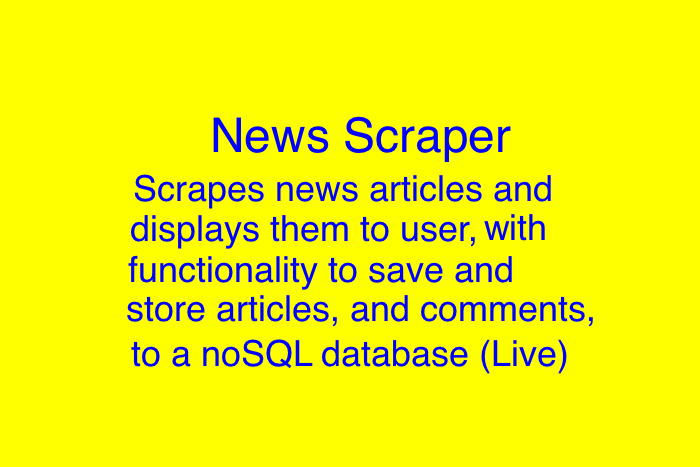 News Scraper
Scrapes news articles and
displays them to user, with
functionality to save and
store articles, and comments,
to a noSQL database (Live)